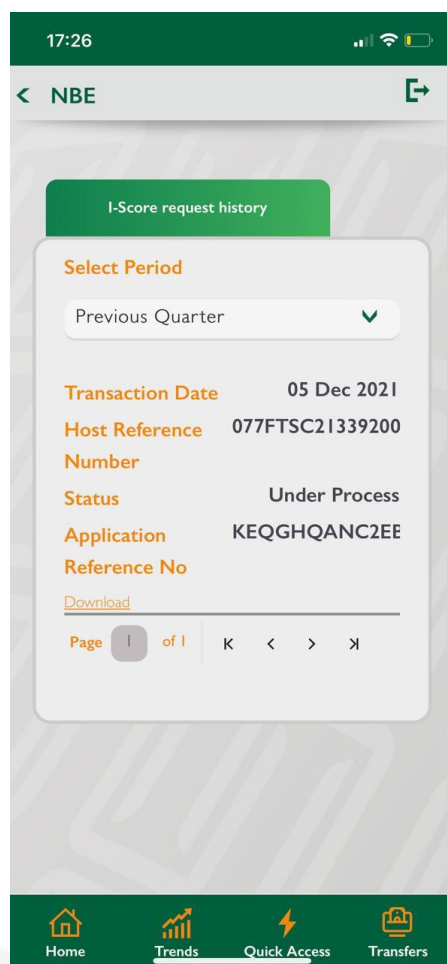 17:26
NBE
I-Score request history
Select Period
Previous Quarter
Transaction Date 05 Dec 2021
Host Reference 077FTSC21339200
Number
Status Under Process
Application KEQGHQANC2EE
Reference No
Download
Page 1 of 1
Home Trends Quick Access Transfers